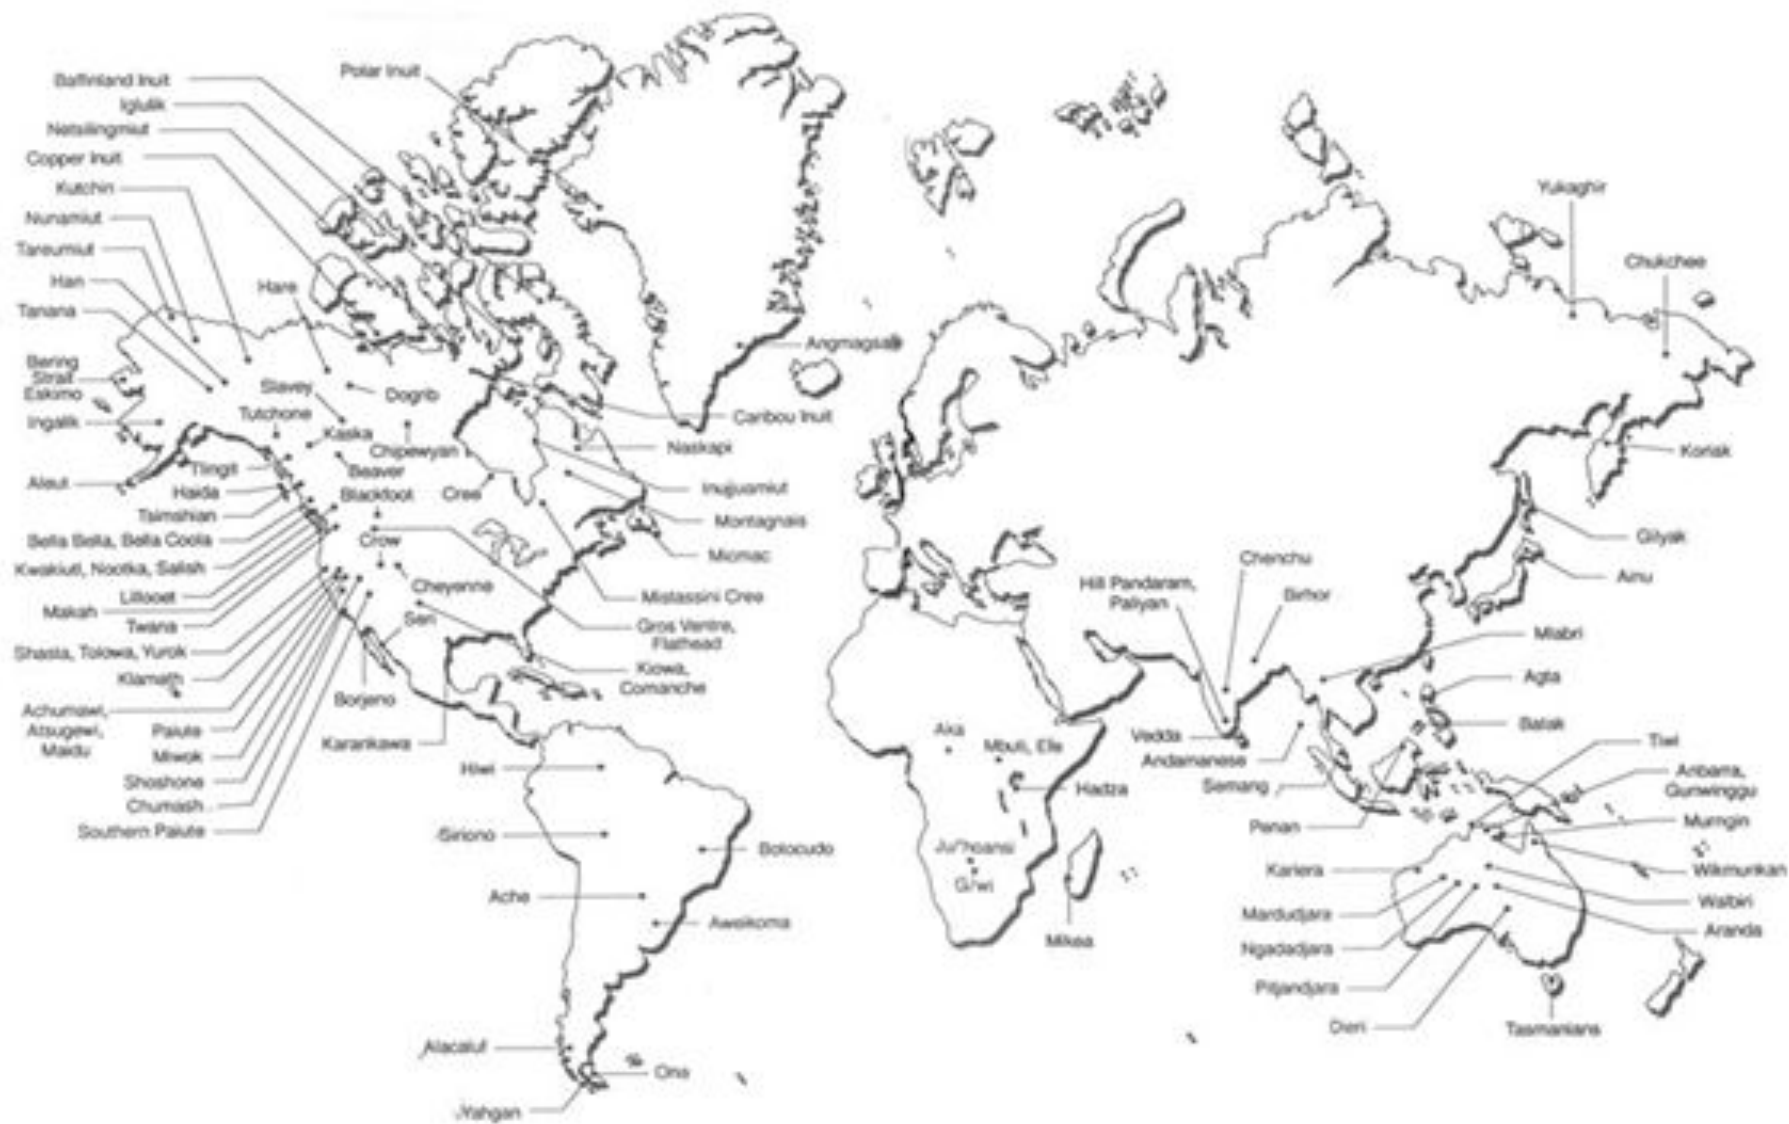 Baffinland Inuit
Polar Inuit
Iglulik
Netsilingmiut
Copper Inuit
Kutchin
Nunamiut
Tareumiut
Han
Hare
Tanana
Bering
Strait
Eskimo
Ingalik
Slavey
Dogrib
Tutchone
Kaska
Chipewyan
Tlingit
Beaver
Aleut
Haida
Blackfoot
Cree
Tsimshian
Bella Bella, Bella Coola
Crow
Kwakiutl, Nootka, Salish
Cheyenne
Lillooet
Makah
Twana
Seri
Shasta, Tolowa, Yurok
Klamath
Borjeno
Achumawi,
Atsugewi,
Maidu
Paiute
Karankawa
Miwok
Shoshone
Chumash
Southern Paiute
Angmagsalik
Caribou Inuit
Naskapi
Inujjuamiut
Montagnais
Micmac
Mistassini Cree
Gros Ventre,
Flathead
Kiowa,
Comanche
Hiwi
Siriono
Botocudo
Ache
Aweikoma
Alacaluf
Ona
Yahgan
Aka
Mbuti, Efe
Hadza
Ju/'hoansi
G/wi
Mikea
Yukaghir
Chukchee
Koriak
Gilyak
Ainu
Chenchu
Hill Pandaram,
Paliyan
Birhor
Mlabri
Agta
Batak
Vedda
Andamanese
Semang
Penan
Tiwi
Anbarra,
Gunwinggu
Murngin
Kariera
Wikmunkan
Mardudjara
Walbiri
Aranda
Ngadadjara
Pitjandjara
Dieri
Tasmanians